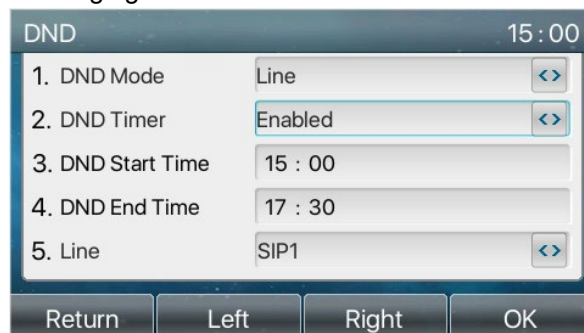 DND 15:00
1. DND Mode Line
2. DND Timer Enabled
3. DND Start Time 15 : 00
4. DND End Time 17 : 30
5. Line SIP1
Return Left Right OK